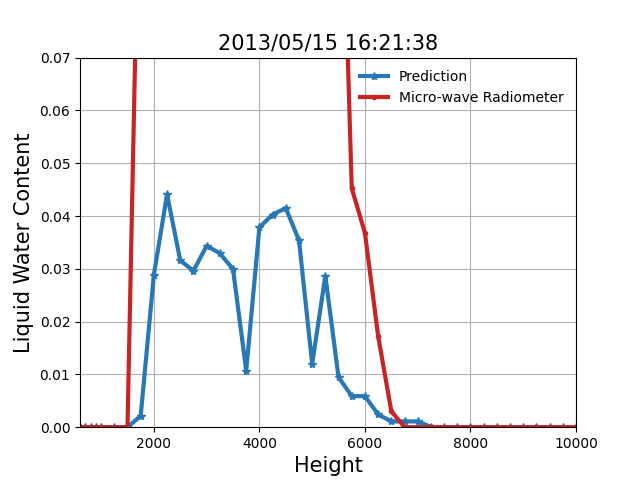 2013/05/15 16:21:38
0.07
0.06
0.05
0.04
0.03
0.02
0.01
0.00
Liquid Water Content
Prediction
Micro-wave Radiometer
2000 4000 6000 8000 10000
Height